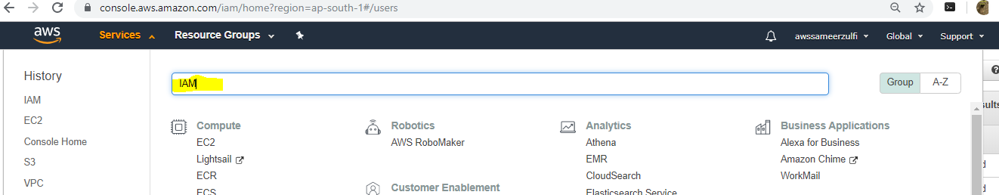 console.aws.amazon.com/iam/home?region=ap-south-1#/users
aws Services Resource Groups awssameerzulfi Global Support
History
IAM
EC2
Console Home
S3
VPC
IAM
Group A-Z
Compute
EC2
Lightsail
ECR
ECS
Robotics
AWS RoboMaker
Customer Enablement
Analytics
Athena
EMR
CloudSearch
Elasticsearch Service
Business Applications
Alexa for Business
Amazon Chime
WorkMail